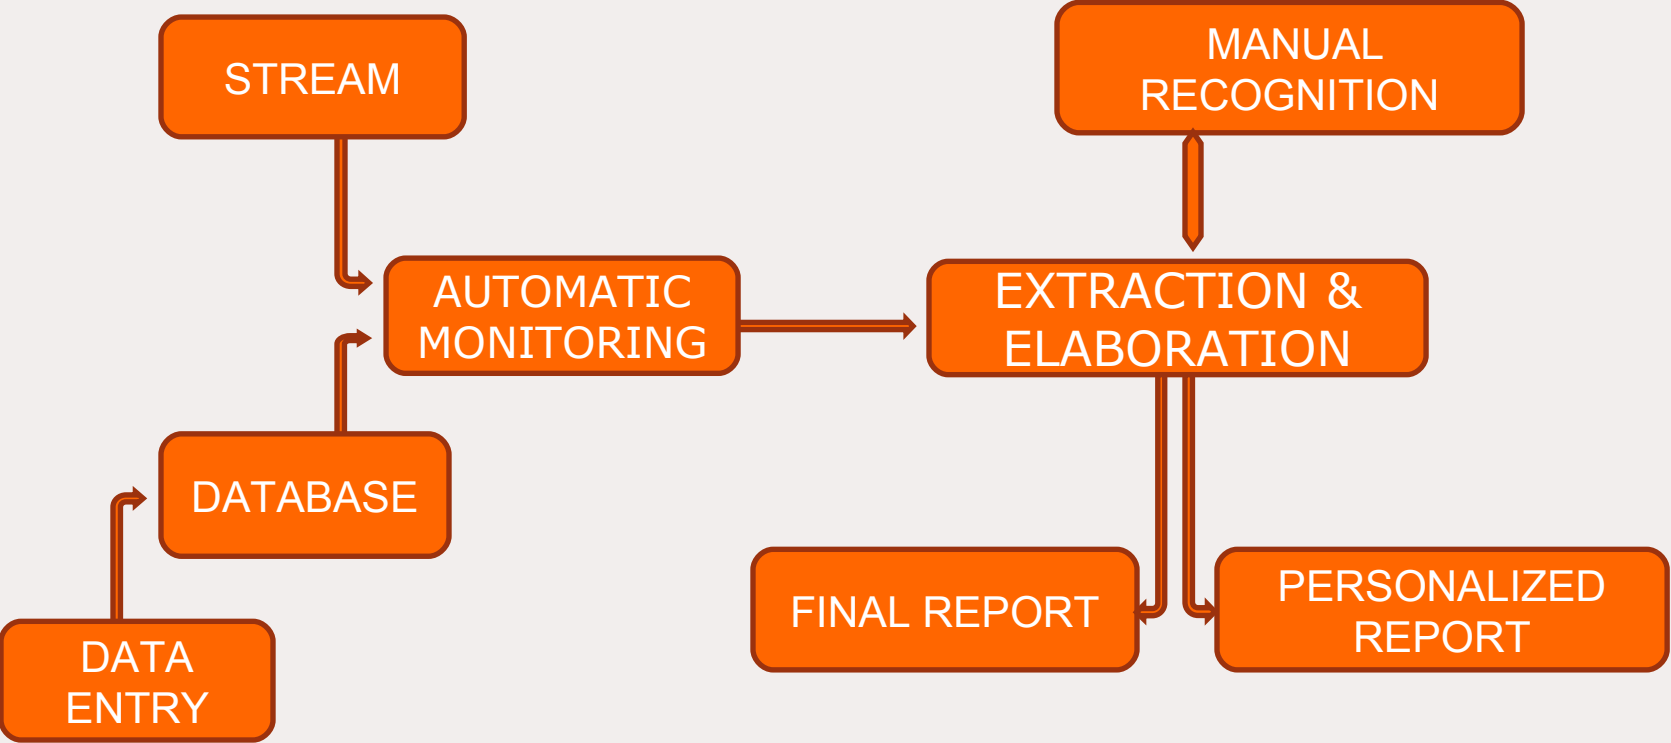 STREAM
MANUAL
RECOGNITION
AUTOMATIC
MONITORING
EXTRACTION &
ELABORATION
DATABASE
FINAL REPORT
PERSONALIZED
REPORT
DATA
ENTRY